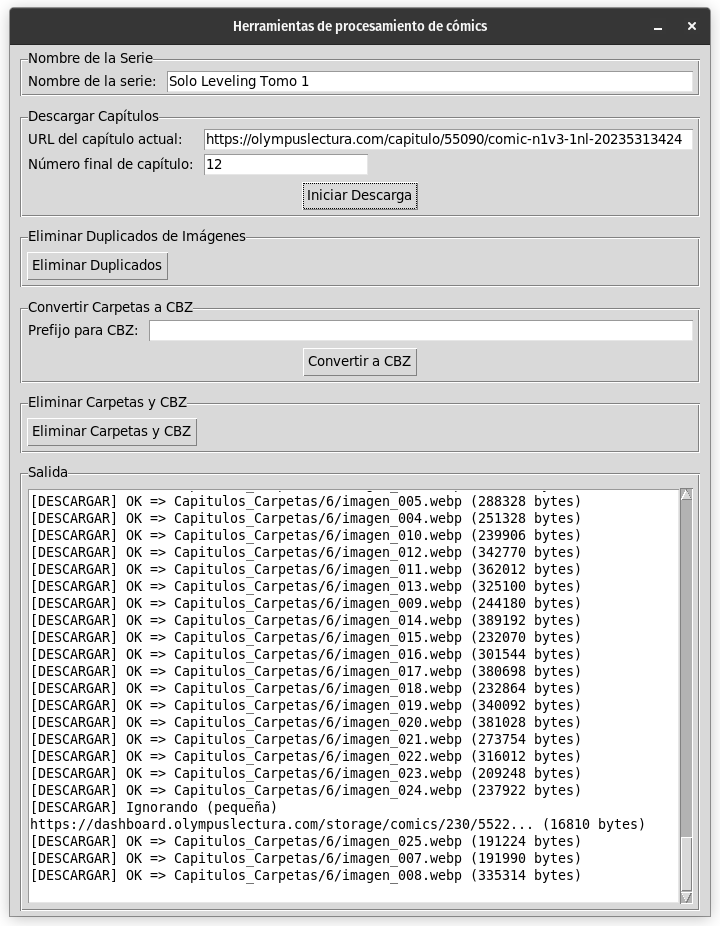 Herramientas de procesamiento de cómics
Nombre de la Serie
Nombre de la serie: Solo Leveling Tomo 1
Descargar Capítulos
URL del capítulo actual: https://olympuslectura.com/capitulo/55090/comic-n1v3-1nl-20235313424
Número final de capítulo: 12
Iniciar Descarga
Eliminar Duplicados de Imágenes
Eliminar Duplicados
Convertir Carpetas a CBZ
Prefijo para CBZ:
Convertir a CBZ
Eliminar Carpetas y CBZ
Eliminar Carpetas y CBZ
Salida
[DESCARGAR] OK => Capitulos_Carpetas/6/imagen_005.webp (288328 bytes)
[DESCARGAR] OK => Capitulos_Carpetas/6/imagen_004.webp (251328 bytes)
[DESCARGAR] OK => Capitulos_Carpetas/6/imagen_010.webp (239906 bytes)
[DESCARGAR] OK => Capitulos_Carpetas/6/imagen_012.webp (342770 bytes)
[DESCARGAR] OK => Capitulos_Carpetas/6/imagen_011.webp (362012 bytes)
[DESCARGAR] OK => Capitulos_Carpetas/6/imagen_013.webp (325100 bytes)
[DESCARGAR] OK => Capitulos_Carpetas/6/imagen_009.webp (244180 bytes)
[DESCARGAR] OK => Capitulos_Carpetas/6/imagen_014.webp (389192 bytes)
[DESCARGAR] OK => Capitulos_Carpetas/6/imagen_015.webp (232070 bytes)
[DESCARGAR] OK => Capitulos_Carpetas/6/imagen_016.webp (301544 bytes)
[DESCARGAR] OK => Capitulos_Carpetas/6/imagen_017.webp (380698 bytes)
[DESCARGAR] OK => Capitulos_Carpetas/6/imagen_018.webp (232864 bytes)
[DESCARGAR] OK => Capitulos_Carpetas/6/imagen_019.webp (340092 bytes)
[DESCARGAR] OK => Capitulos_Carpetas/6/imagen_020.webp (381028 bytes)
[DESCARGAR] OK => Capitulos_Carpetas/6/imagen_021.webp (273754 bytes)
[DESCARGAR] OK => Capitulos_Carpetas/6/imagen_022.webp (316012 bytes)
[DESCARGAR] OK => Capitulos_Carpetas/6/imagen_023.webp (209248 bytes)
[DESCARGAR] OK => Capitulos_Carpetas/6/imagen_024.webp (237922 bytes)
[DESCARGAR] Ignorando (pequeña)
https://dashboard.olympuslectura.com/storage/comics/230/5522... (16810 bytes)
[DESCARGAR] OK => Capitulos_Carpetas/6/imagen_025.webp (191224 bytes)
[DESCARGAR] OK => Capitulos_Carpetas/6/imagen_007.webp (191990 bytes)
[DESCARGAR] OK => Capitulos_Carpetas/6/imagen_008.webp (335314 bytes)